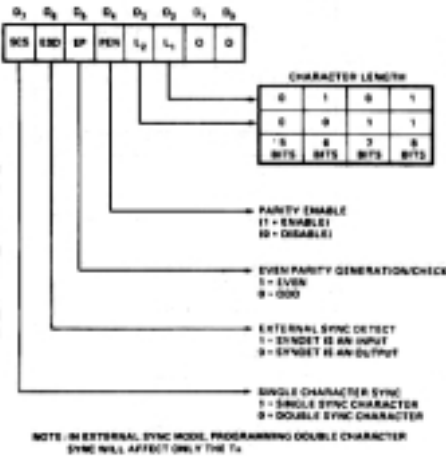 D7 D6 D5 D4 D3 D2 D1 D0
SCS ESD EP PEN L2 L1 0 0
CHARACTER LENGTH
0 1 0 1
0 0 1 1
5 BITS 6 BITS 7 BITS 8 BITS
PARITY ENABLE
(1 = ENABLE)
(0 = DISABLE)
EVEN PARITY GENERATION/CHECK
1 = EVEN
0 = ODD
EXTERNAL SYNC DETECT
1 = SYNDET IS AN INPUT
0 = SYNDET IS AN OUTPUT
SINGLE CHARACTER SYNC
1 = SINGLE SYNC CHARACTER
0 = DOUBLE SYNC CHARACTER
NOTE: IN EXTERNAL SYNC MODE, PROGRAMMING DOUBLE CHARACTER
SYNC WILL AFFECT ONLY THE Tx